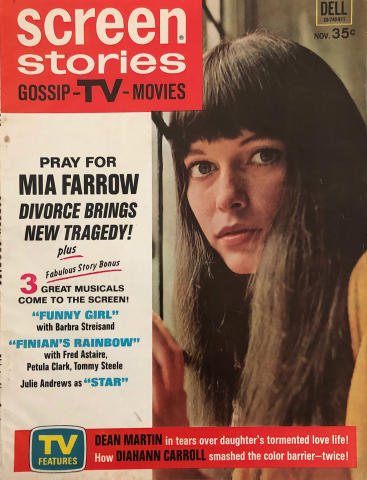 screen
stories
GOSSIP-TV-MOVIES
DELL
NOV. 35¢
PRAY FOR
MIA FARROW
DIVORCE BRINGS
NEW TRAGEDY!
plus
Fabulous Story Bonus
3 GREAT MUSICALS
COME TO THE SCREEN!
"FUNNY GIRL"
with Barbra Streisand
"FINIAN'S RAINBOW"
with Fred Astaire,
Petula Clark, Tommy Steele
Julie Andrews as "STAR"
TV
FEATURES
DEAN MARTIN in tears over daughter's tormented love life!
How DIAHANN CARROLL smashed the color barrier—twice!